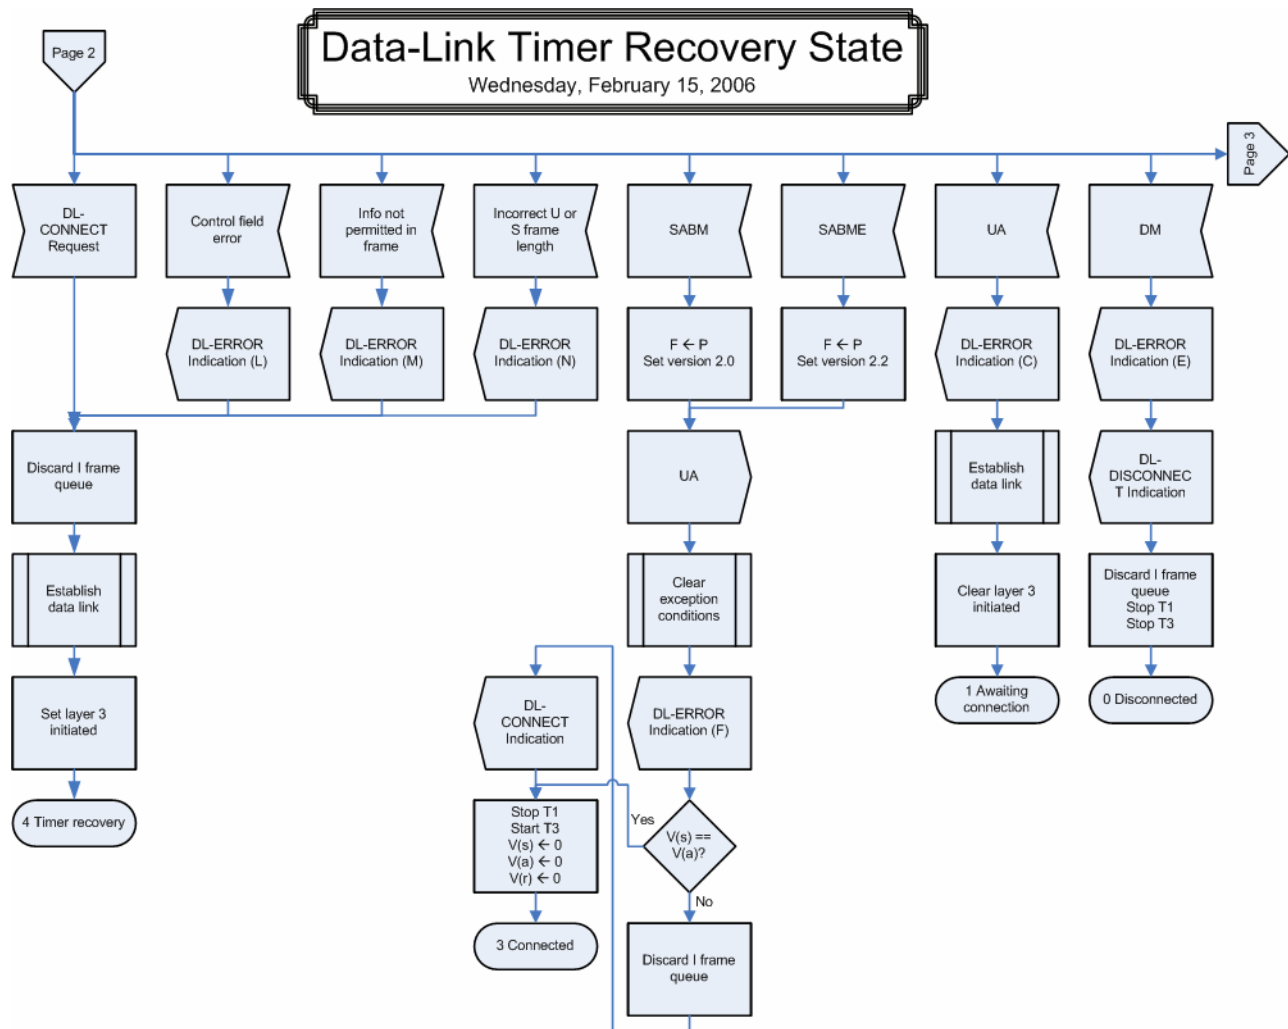 Data-Link Timer Recovery State
Wednesday, February 15, 2006
Page 2
Page 3
DL-
CONNECT
Request
Control field
error
Info not
permitted in
frame
Incorrect U or
S frame
length
SABM
SABME
UA
DM
DL-ERROR
Indication (L)
DL-ERROR
Indication (M)
DL-ERROR
Indication (N)
F ← P
Set version 2.0
F ← P
Set version 2.2
DL-ERROR
Indication (C)
DL-ERROR
Indication (E)
Discard I frame
queue
UA
Establish
data link
DL-
DISCONNEC
T Indication
Establish
data link
Clear
exception
conditions
Clear layer 3
initiated
Discard I frame
queue
Stop T1
Stop T3
Set layer 3
initiated
DL-
CONNECT
Indication
DL-ERROR
Indication (F)
1 Awaiting
connection
0 Disconnected
4 Timer recovery
Stop T1
Start T3
V(s) ← 0
V(a) ← 0
V(r) ← 0
Yes
V(s) ==
V(a)?
No
3 Connected
Discard I frame
queue